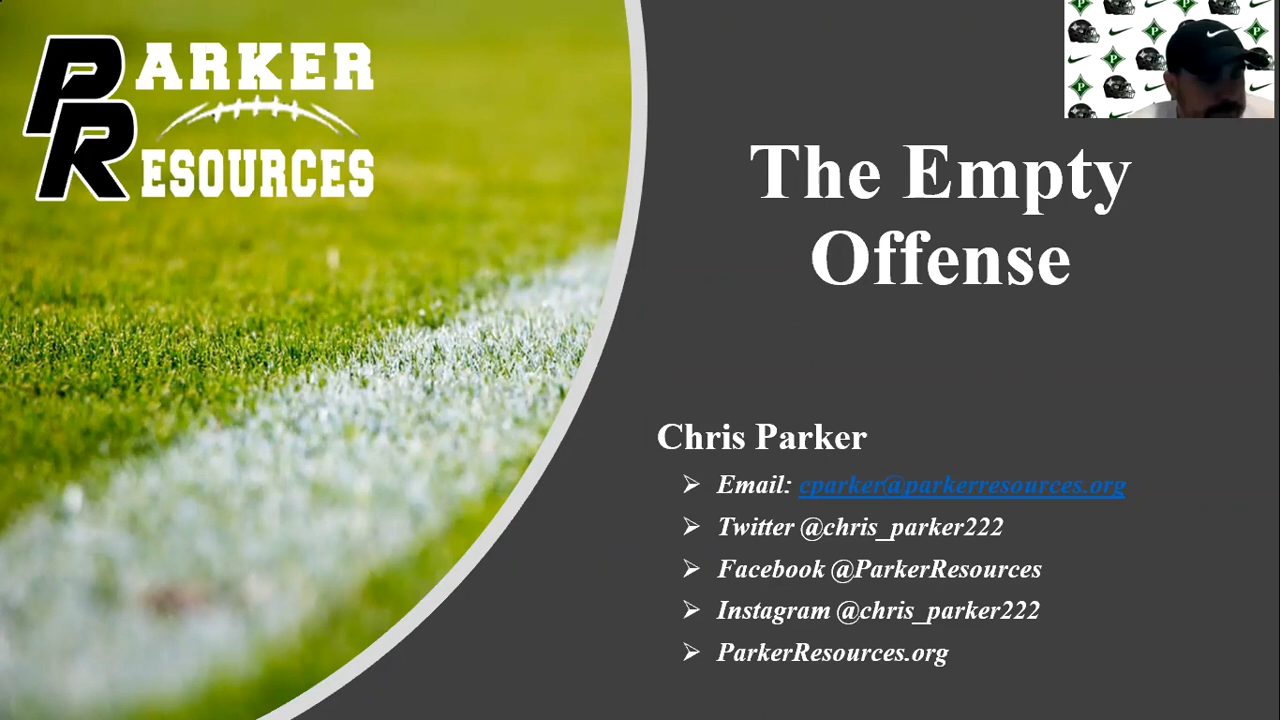 PR PARKER
RESOURCES
The Empty
Offense
Chris Parker
Email: cparker@parkerresources.org
Twitter @chris_parker222
Facebook @ParkerResources
Instagram @chris_parker222
ParkerResources.org
P
P
P
P
P